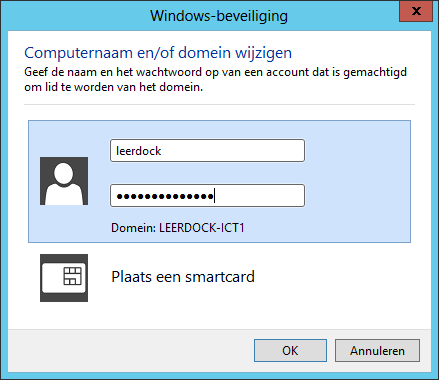 Windows-beveiliging
Computernaam en/of domein wijzigen
Geef de naam en het wachtwoord op van een account dat is gemachtigd
om lid te worden van het domein.
leerdock
●●●●●●●●●●●●●●
Domein: LEERDOCK-ICT1
Plaats een smartcard
OK
Annuleren